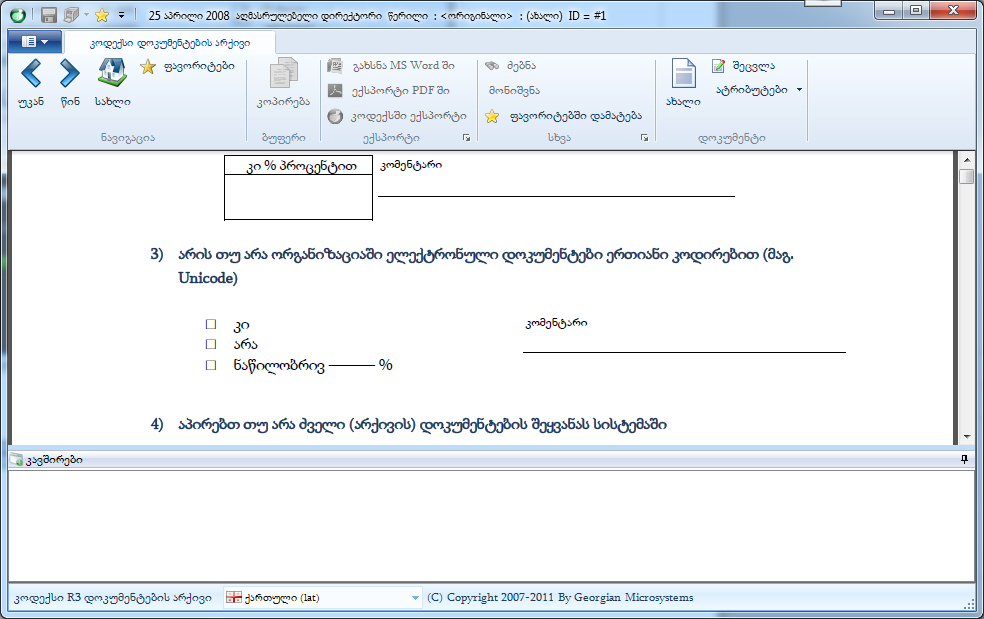 25 აპრილი 2008 აღმასრულებელი დირექტორი წერილი : <ორიგინალი> : (ახალი) ID = #1
კოდექსი დოკუმენტების არქივი
უკან
წინ
სახლი
ფავორიტები
ნავიგაცია
კოპირება
ბუფერი
გახსნა MS Word ში
ექსპორტი PDF ში
კოდექსში ექსპორტი
ექსპორტი
ძებნა
მონიშვნა
ფავორიტებში დამატება
სხვა
ახალი
შეცვლა
ატრიბუტები
დოკუმენტი
კი % პროცენტით
კომენტარი
3) არის თუ არა ორგანიზაციაში ელექტრონული დოკუმენტები ერთიანი კოდირებით (მაგ.
Unicode)
კი
არა
ნაწილობრივ ——— %
კომენტარი
4) აპირებთ თუ არა ძველი (არქივის) დოკუმენტების შეყვანას სისტემაში
კავშირები
კოდექსი R3 დოკუმენტების არქივი
ქართული (lat)
(C) Copyright 2007-2011 By Georgian Microsystems